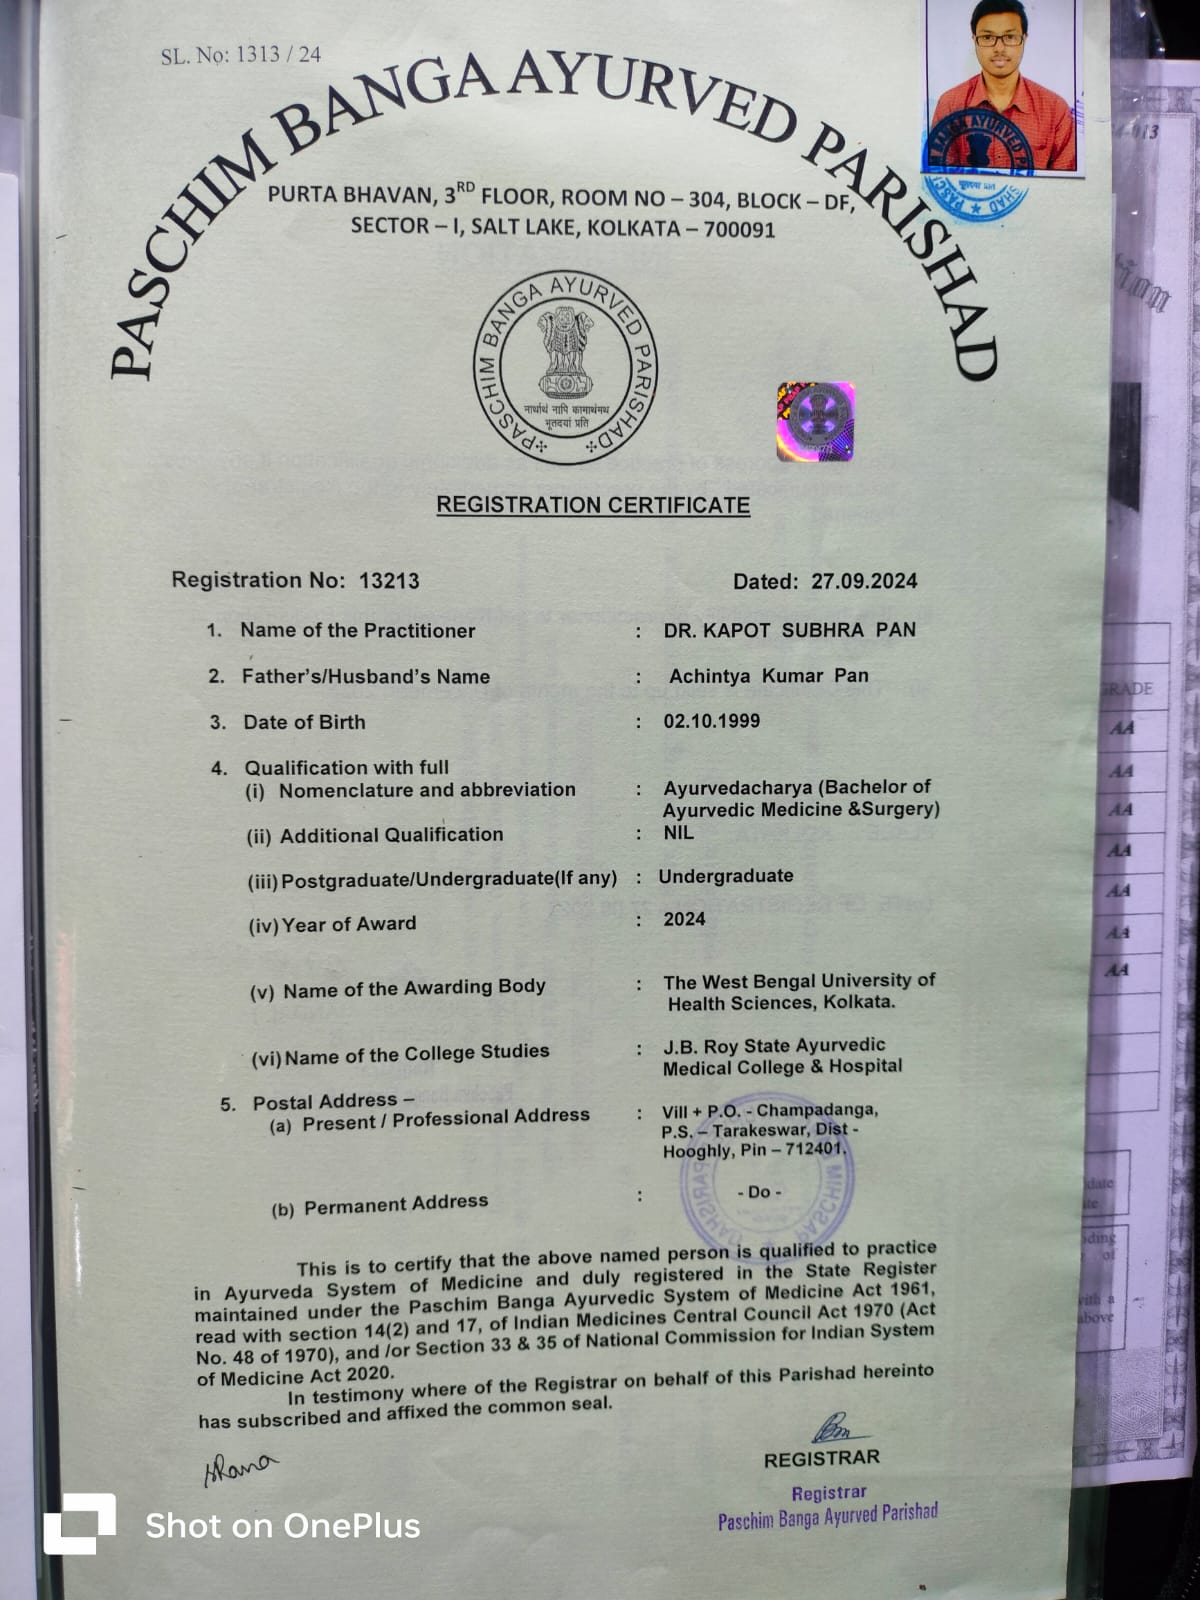 SL. No: 1313 / 24
PASCHIM BANGA AYURVED PARISHAD
PURTA BHAVAN, 3RD FLOOR, ROOM NO – 304, BLOCK – DF,
SECTOR – I, SALT LAKE, KOLKATA – 700091
PASCHIM BANGA AYURVED PARISHAD
नार्थार्थं नापि कामार्थमथ
भूतदयां प्रति
REGISTRATION CERTIFICATE
Registration No: 13213 Dated: 27.09.2024
1. Name of the Practitioner : DR. KAPOT SUBHRA PAN
2. Father's/Husband's Name : Achintya Kumar Pan
3. Date of Birth : 02.10.1999
4. Qualification with full
(i) Nomenclature and abbreviation : Ayurvedacharya (Bachelor of
Ayurvedic Medicine &Surgery)
(ii) Additional Qualification : NIL
(iii) Postgraduate/Undergraduate(If any) : Undergraduate
(iv) Year of Award : 2024
(v) Name of the Awarding Body : The West Bengal University of
Health Sciences, Kolkata.
(vi) Name of the College Studies : J.B. Roy State Ayurvedic
Medical College & Hospital
5. Postal Address –
(a) Present / Professional Address : Vill + P.O. - Champadanga,
P.S. – Tarakeswar, Dist -
Hooghly, Pin – 712401.
(b) Permanent Address : - Do -
This is to certify that the above named person is qualified to practice
in Ayurveda System of Medicine and duly registered in the State Register
maintained under the Paschim Banga Ayurvedic System of Medicine Act 1961,
read with section 14(2) and 17, of Indian Medicines Central Council Act 1970 (Act
No. 48 of 1970), and /or Section 33 & 35 of National Commission for Indian System
of Medicine Act 2020.
In testimony where of the Registrar on behalf of this Parishad hereinto
has subscribed and affixed the common seal.
REGISTRAR
Registrar
Paschim Banga Ayurved Parishad
Shot on OnePlus
GRADE
AA
AA
AA
AA
AA
AA
AA